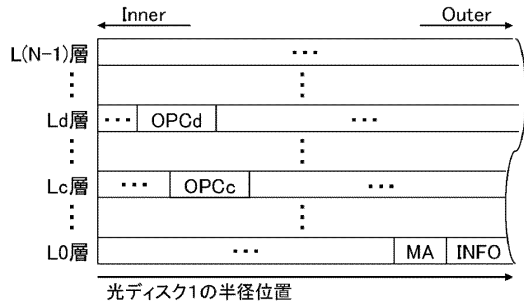 Inner Outer
L(N-1)層 ...
⋮ ⋮
Ld層 ... OPCd ...
⋮ ⋮
Lc層 ... OPCc ...
⋮ ⋮
L0層 ... MA INFO
光ディスク1の半径位置